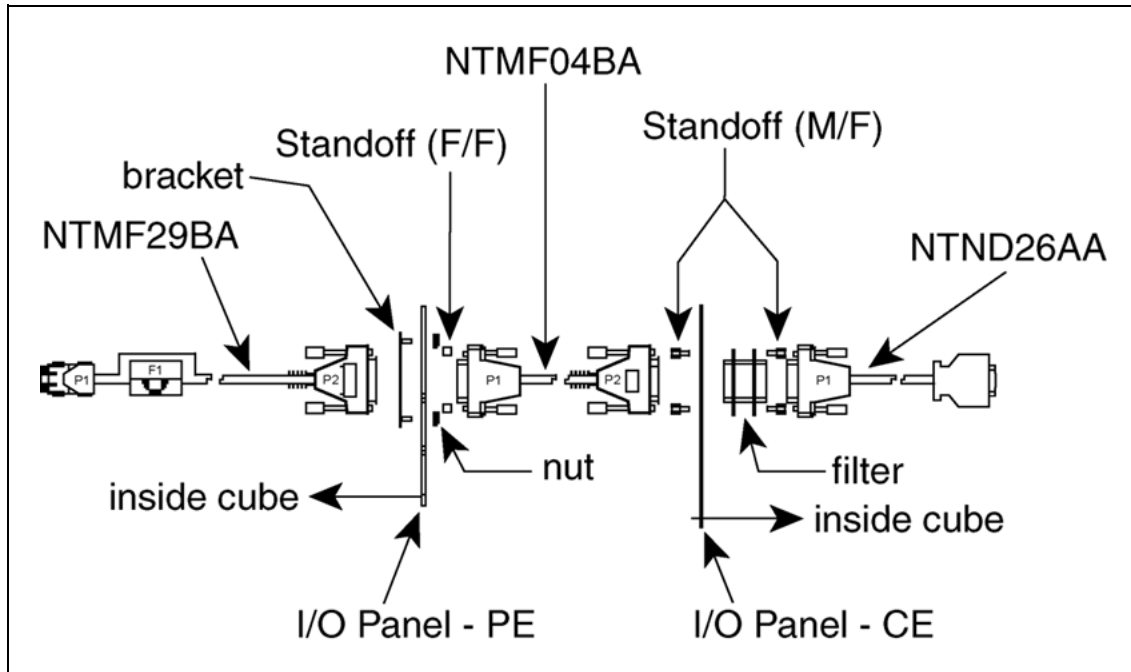 NTMF04BA
Standoff (F/F)
Standoff (M/F)
bracket
NTMF29BA
NTND26AA
P1
F1
P2
P1
P2
P1
nut
filter
inside cube
inside cube
I/O Panel - PE
I/O Panel - CE